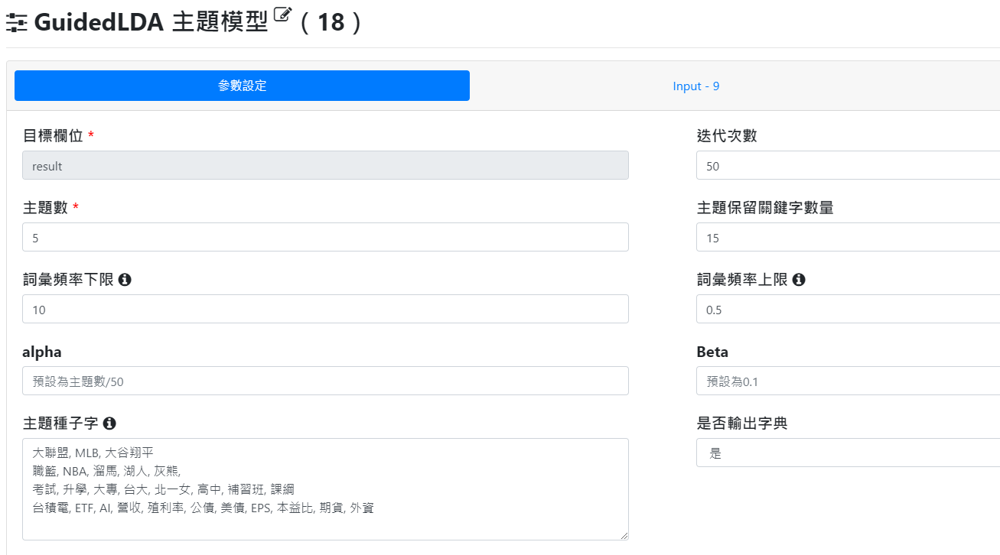 GuidedLDA 主題模型 ( 18 )
參數設定
Input - 9
目標欄位 *
result
迭代次數
50
主題數 *
5
主題保留關鍵字數量
15
詞彙頻率下限
10
詞彙頻率上限
0.5
alpha
預設為主題數/50
Beta
預設為0.1
主題種子字
大聯盟, MLB, 大谷翔平
職籃, NBA, 溜馬, 湖人, 灰熊,
考試, 升學, 大專, 台大, 北一女, 高中, 補習班, 課綱
台積電, ETF, AI, 營收, 殖利率, 公債, 美債, EPS, 本益比, 期貨, 外資
是否輸出字典
是